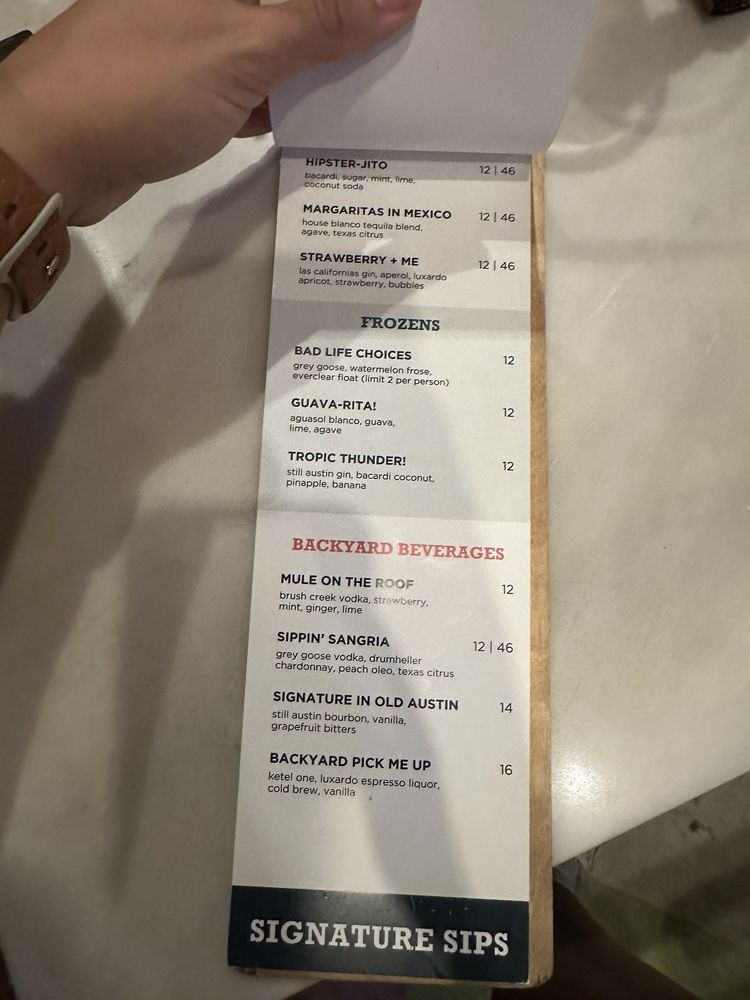 HIPSTER-JITO 12 | 46
bacardi, sugar, mint, lime,
coconut soda
MARGARITAS IN MEXICO 12 | 46
house blanco tequila blend,
agave, texas citrus
STRAWBERRY + ME 12 | 46
las californias gin, aperol, luxardo
apricot, strawberry, bubbles
FROZENS
BAD LIFE CHOICES 12
grey goose, watermelon frose,
everclear float (limit 2 per person)
GUAVA-RITA! 12
aguasol blanco, guava,
lime, agave
TROPIC THUNDER! 12
still austin gin, bacardi coconut,
pinapple, banana
BACKYARD BEVERAGES
MULE ON THE ROOF 12
brush creek vodka, strawberry,
mint, ginger, lime
SIPPIN' SANGRIA 12 | 46
grey goose vodka, drumheller
chardonnay, peach oleo, texas citrus
SIGNATURE IN OLD AUSTIN 14
still austin bourbon, vanilla,
grapefruit bitters
BACKYARD PICK ME UP 16
ketel one, luxardo espresso liquor,
cold brew, vanilla
SIGNATURE SIPS